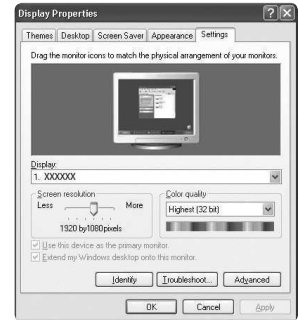 Display Properties
Themes Desktop Screen Saver Appearance Settings
Drag the monitor icons to match the physical arrangement of your monitors.
Display:
1. XXXXXX
Screen resolution
Less More
1920 by1080pixels
Color quality
Highest (32 bit)
Use this device as the primary monitor.
Extend my Windows desktop onto this monitor.
Identify Troubleshoot... Advanced
OK Cancel Apply